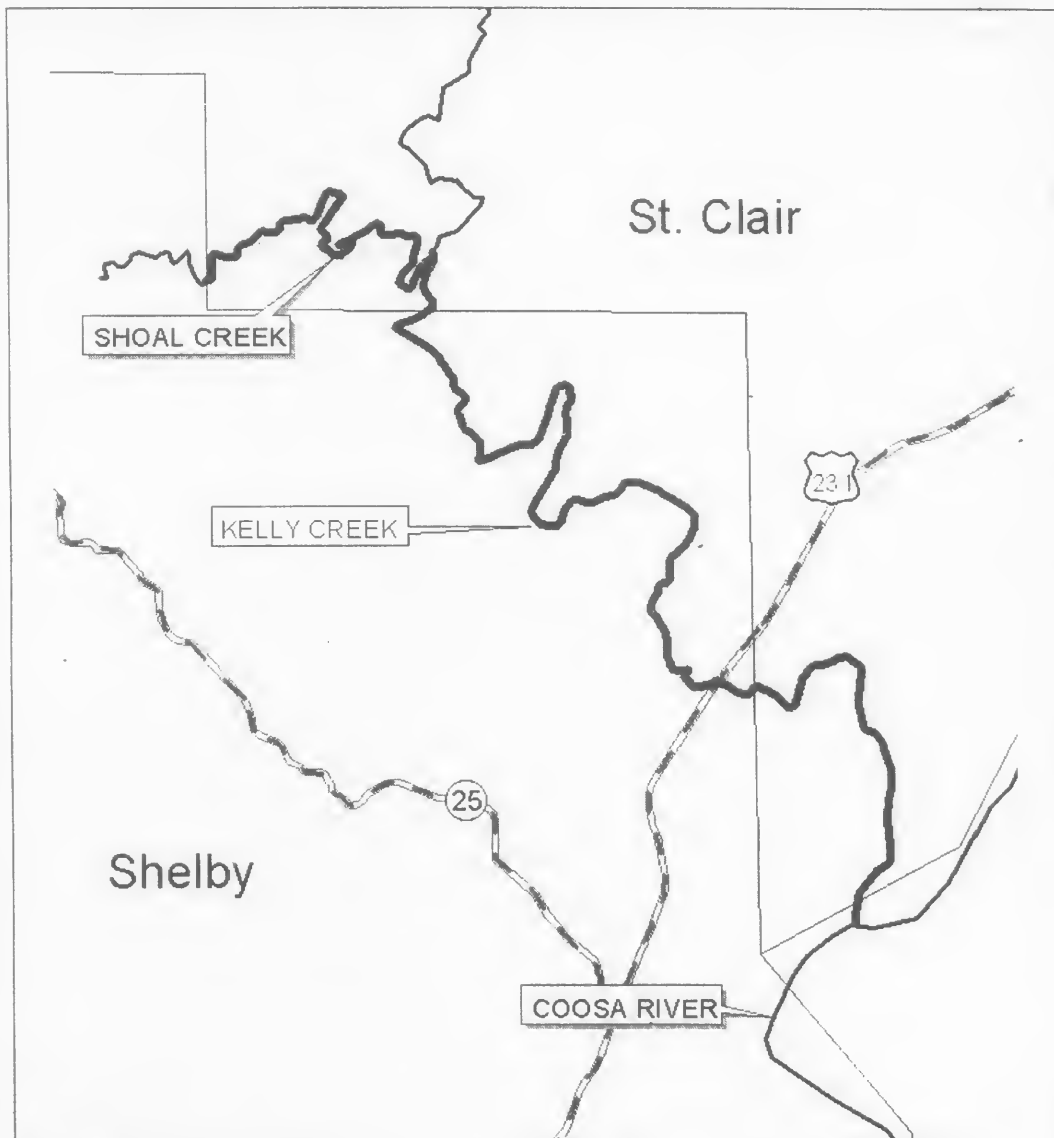 St. Clair
SHOAL CREEK
231
KELLY CREEK
25
Shelby
COOSA RIVER